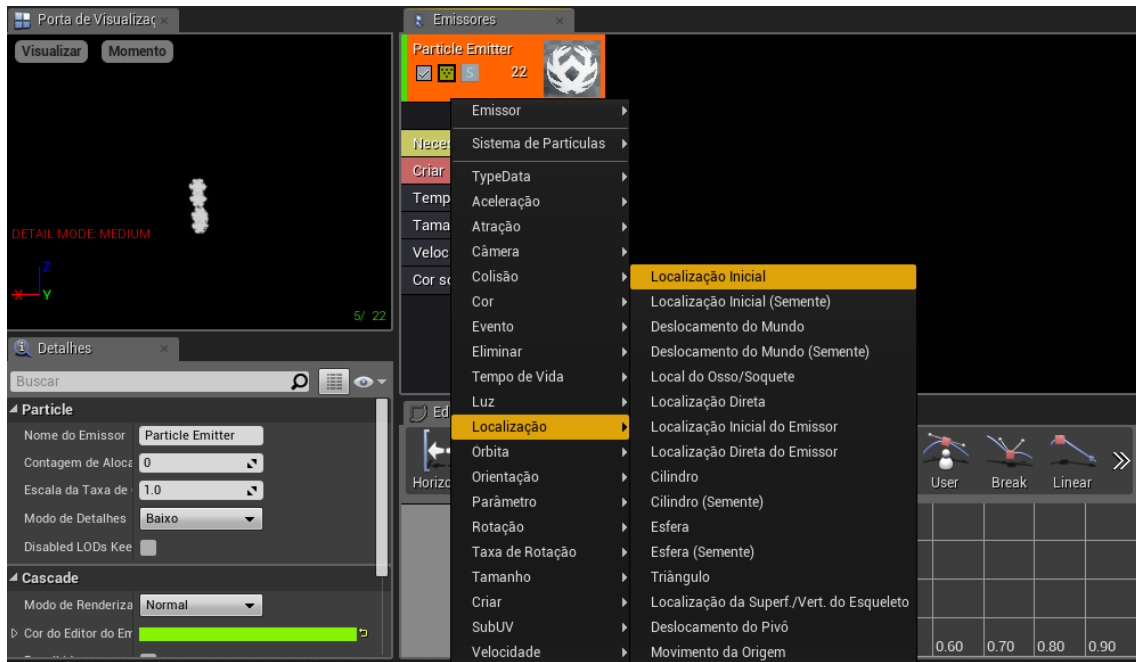 Porta de Visualizaç
Visualizar
Momento
DETAIL MODE: MEDIUM
Z
X
Y
5/ 22
Detalhes
Buscar
Particle
Nome do Emissor
Particle Emitter
Contagem de Aloca
0
Escala da Taxa de
1.0
Modo de Detalhes
Baixo
Disabled LODs Kee
Cascade
Modo de Renderiza
Normal
Cor do Editor do Em
Emissores
Particle Emitter
S
22
Neces
Criar
Temp
Tama
Veloc
Cor so
Emissor
Sistema de Partículas
TypeData
Aceleração
Atração
Câmera
Colisão
Cor
Evento
Eliminar
Tempo de Vida
Luz
Localização
Órbita
Orientação
Parâmetro
Rotação
Taxa de Rotação
Tamanho
Criar
SubUV
Velocidade
Localização Inicial
Localização Inicial (Semente)
Deslocamento do Mundo
Deslocamento do Mundo (Semente)
Local do Osso/Soquete
Localização Direta
Localização Inicial do Emissor
Localização Direta do Emissor
Cilindro
Cilindro (Semente)
Esfera
Esfera (Semente)
Triângulo
Localização da Superf./Vert. do Esqueleto
Deslocamento do Pivô
Movimento da Origem
Ed
Horizo
User
Break
Linear
0.60
0.70
0.80
0.90